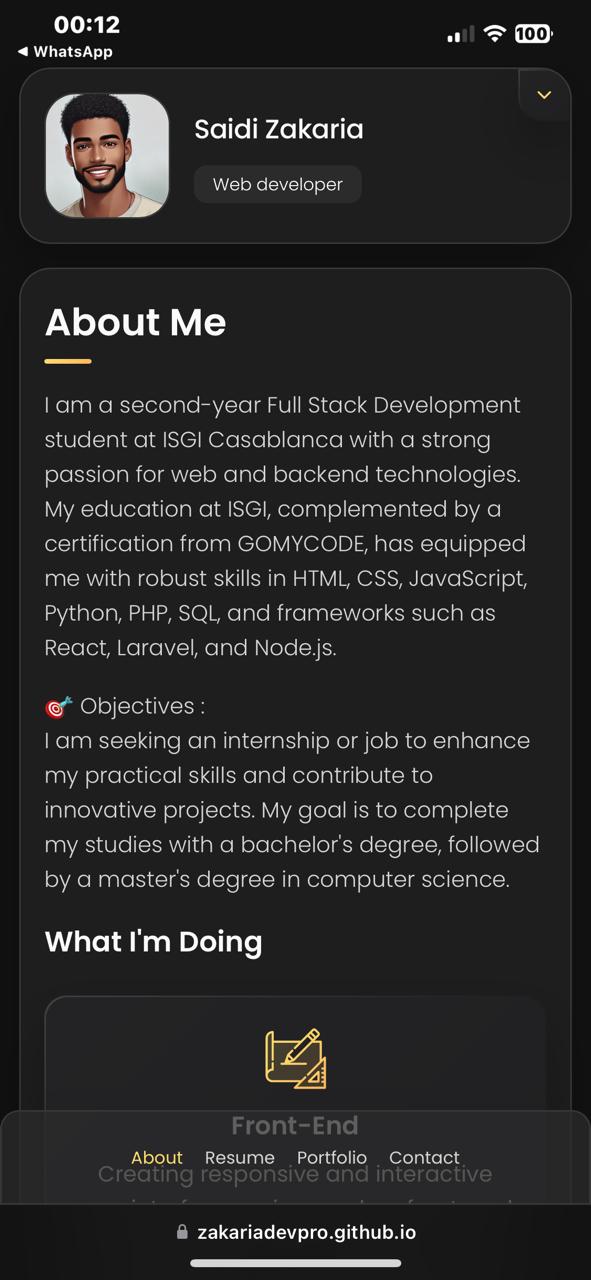 00:12
100
◀ WhatsApp
Saidi Zakaria
Web developer
About Me
I am a second-year Full Stack Development
student at ISGI Casablanca with a strong
passion for web and backend technologies.
My education at ISGI, complemented by a
certification from GOMYCODE, has equipped
me with robust skills in HTML, CSS, JavaScript,
Python, PHP, SQL, and frameworks such as
React, Laravel, and Node.js.
🎯 Objectives :
I am seeking an internship or job to enhance
my practical skills and contribute to
innovative projects. My goal is to complete
my studies with a bachelor's degree, followed
by a master's degree in computer science.
What I'm Doing
Front-End
About Resume Portfolio Contact
Creating responsive and interactive
zakariadevpro.github.io